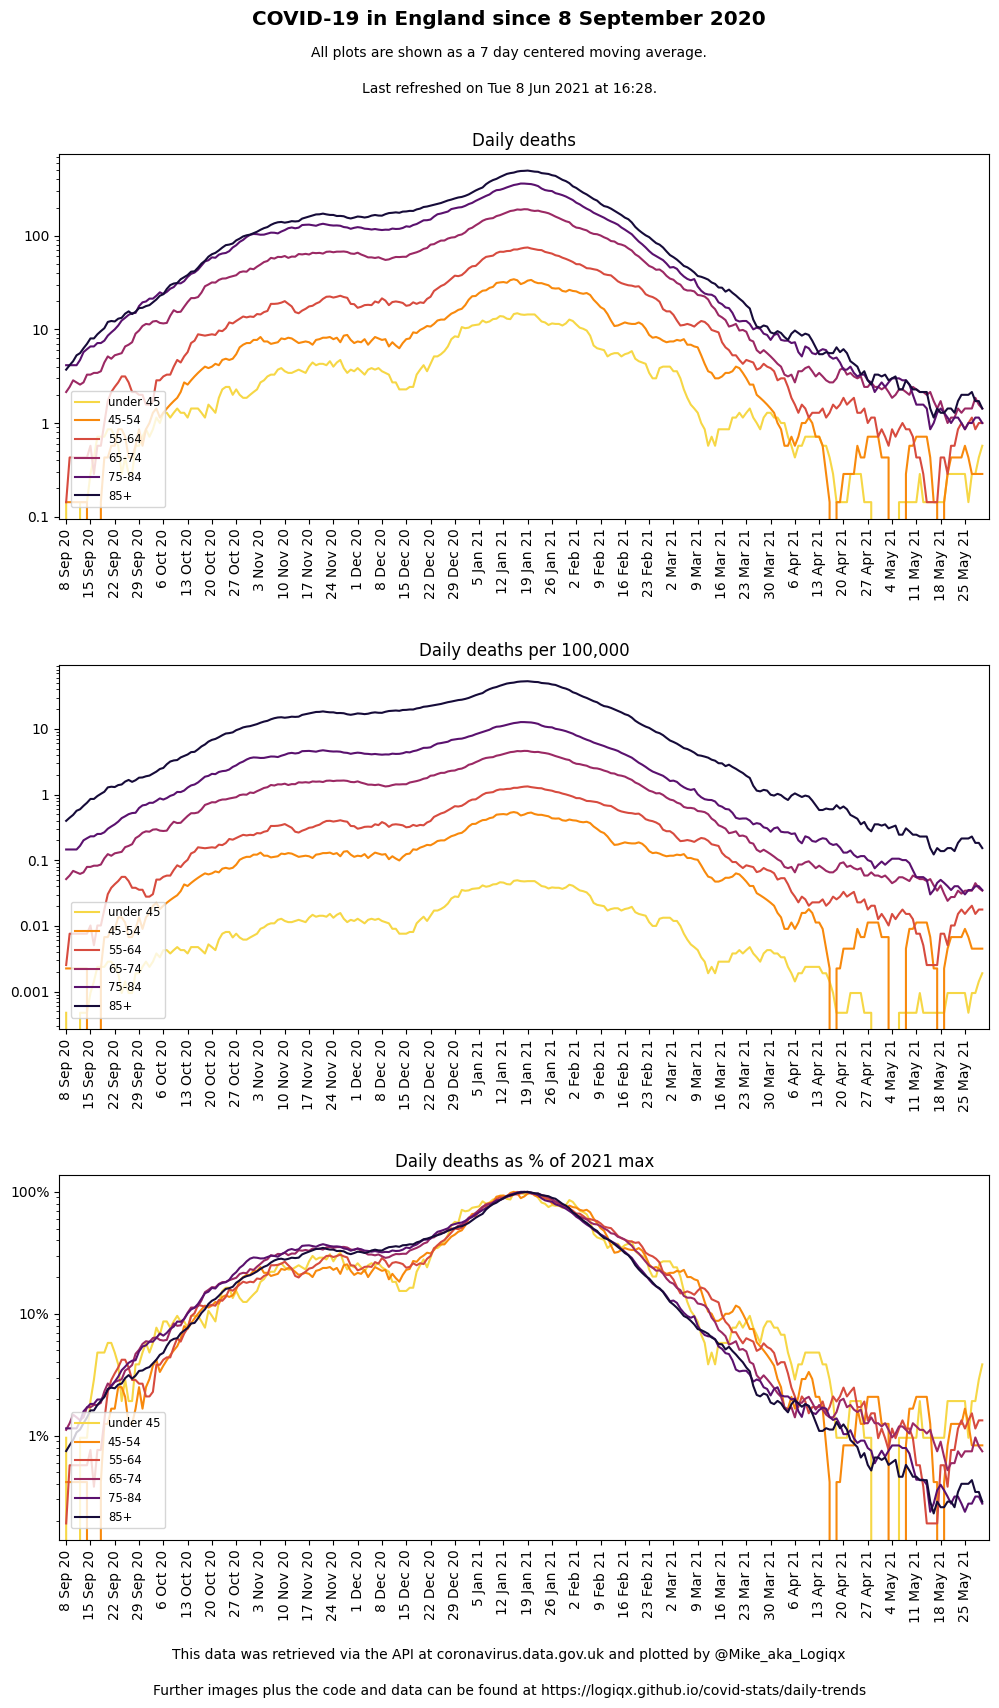 COVID-19 in England since 8 September 2020
All plots are shown as a 7 day centered moving average.
Last refreshed on Tue 8 Jun 2021 at 16:28.
Daily deaths
100
10
1
0.1
under 45
45-54
55-64
65-74
75-84
85+
8 Sep 20
15 Sep 20
22 Sep 20
29 Sep 20
6 Oct 20
13 Oct 20
20 Oct 20
27 Oct 20
3 Nov 20
10 Nov 20
17 Nov 20
24 Nov 20
1 Dec 20
8 Dec 20
15 Dec 20
22 Dec 20
29 Dec 20
5 Jan 21
12 Jan 21
19 Jan 21
26 Jan 21
2 Feb 21
9 Feb 21
16 Feb 21
23 Feb 21
2 Mar 21
9 Mar 21
16 Mar 21
23 Mar 21
30 Mar 21
6 Apr 21
13 Apr 21
20 Apr 21
27 Apr 21
4 May 21
11 May 21
18 May 21
25 May 21
Daily deaths per 100,000
10
1
0.1
0.01
0.001
under 45
45-54
55-64
65-74
75-84
85+
8 Sep 20
15 Sep 20
22 Sep 20
29 Sep 20
6 Oct 20
13 Oct 20
20 Oct 20
27 Oct 20
3 Nov 20
10 Nov 20
17 Nov 20
24 Nov 20
1 Dec 20
8 Dec 20
15 Dec 20
22 Dec 20
29 Dec 20
5 Jan 21
12 Jan 21
19 Jan 21
26 Jan 21
2 Feb 21
9 Feb 21
16 Feb 21
23 Feb 21
2 Mar 21
9 Mar 21
16 Mar 21
23 Mar 21
30 Mar 21
6 Apr 21
13 Apr 21
20 Apr 21
27 Apr 21
4 May 21
11 May 21
18 May 21
25 May 21
Daily deaths as % of 2021 max
100%
10%
1%
under 45
45-54
55-64
65-74
75-84
85+
8 Sep 20
15 Sep 20
22 Sep 20
29 Sep 20
6 Oct 20
13 Oct 20
20 Oct 20
27 Oct 20
3 Nov 20
10 Nov 20
17 Nov 20
24 Nov 20
1 Dec 20
8 Dec 20
15 Dec 20
22 Dec 20
29 Dec 20
5 Jan 21
12 Jan 21
19 Jan 21
26 Jan 21
2 Feb 21
9 Feb 21
16 Feb 21
23 Feb 21
2 Mar 21
9 Mar 21
16 Mar 21
23 Mar 21
30 Mar 21
6 Apr 21
13 Apr 21
20 Apr 21
27 Apr 21
4 May 21
11 May 21
18 May 21
25 May 21
This data was retrieved via the API at coronavirus.data.gov.uk and plotted by @Mike_aka_Logiqx
Further images plus the code and data can be found at https://logiqx.github.io/covid-stats/daily-trends